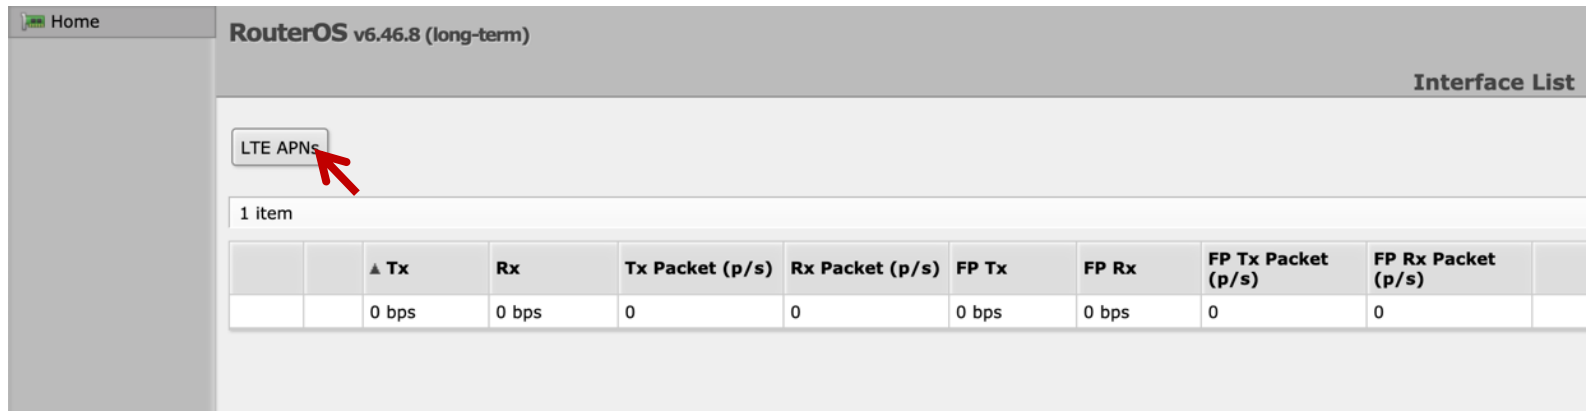 Home
RouterOS v6.46.8 (long-term)
Interface List
LTE APNs
1 item
▲ Tx Rx Tx Packet (p/s) Rx Packet (p/s) FP Tx FP Rx FP Tx Packet (p/s) FP Rx Packet (p/s)
0 bps 0 bps 0 0 0 bps 0 bps 0 0